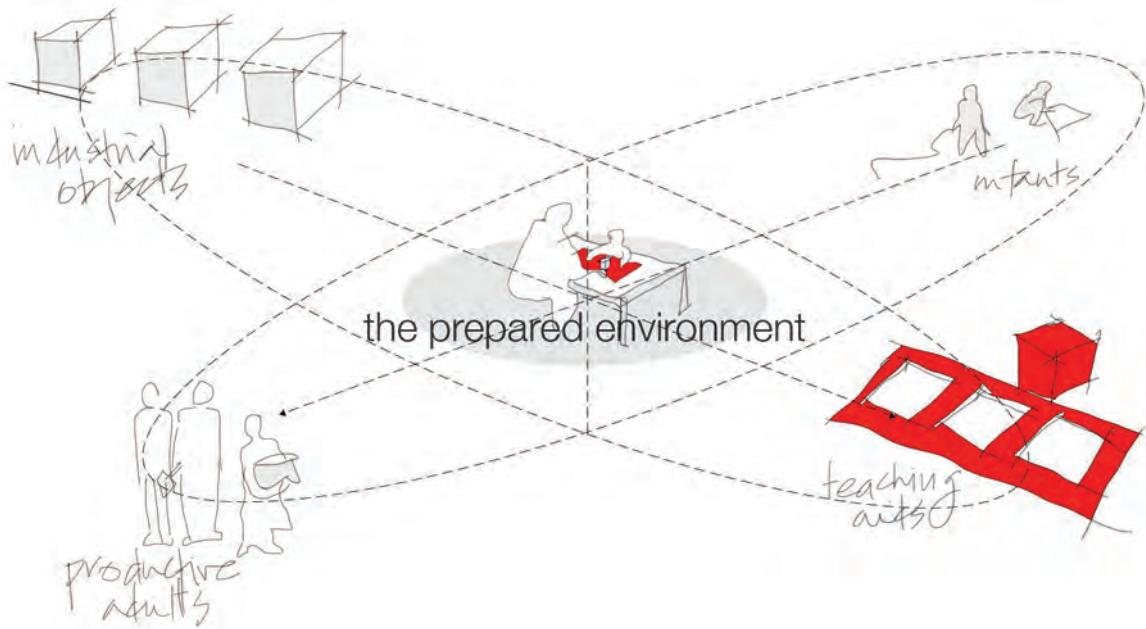 industrial
objects
infants
the prepared environment
teaching
aids
productive
adults